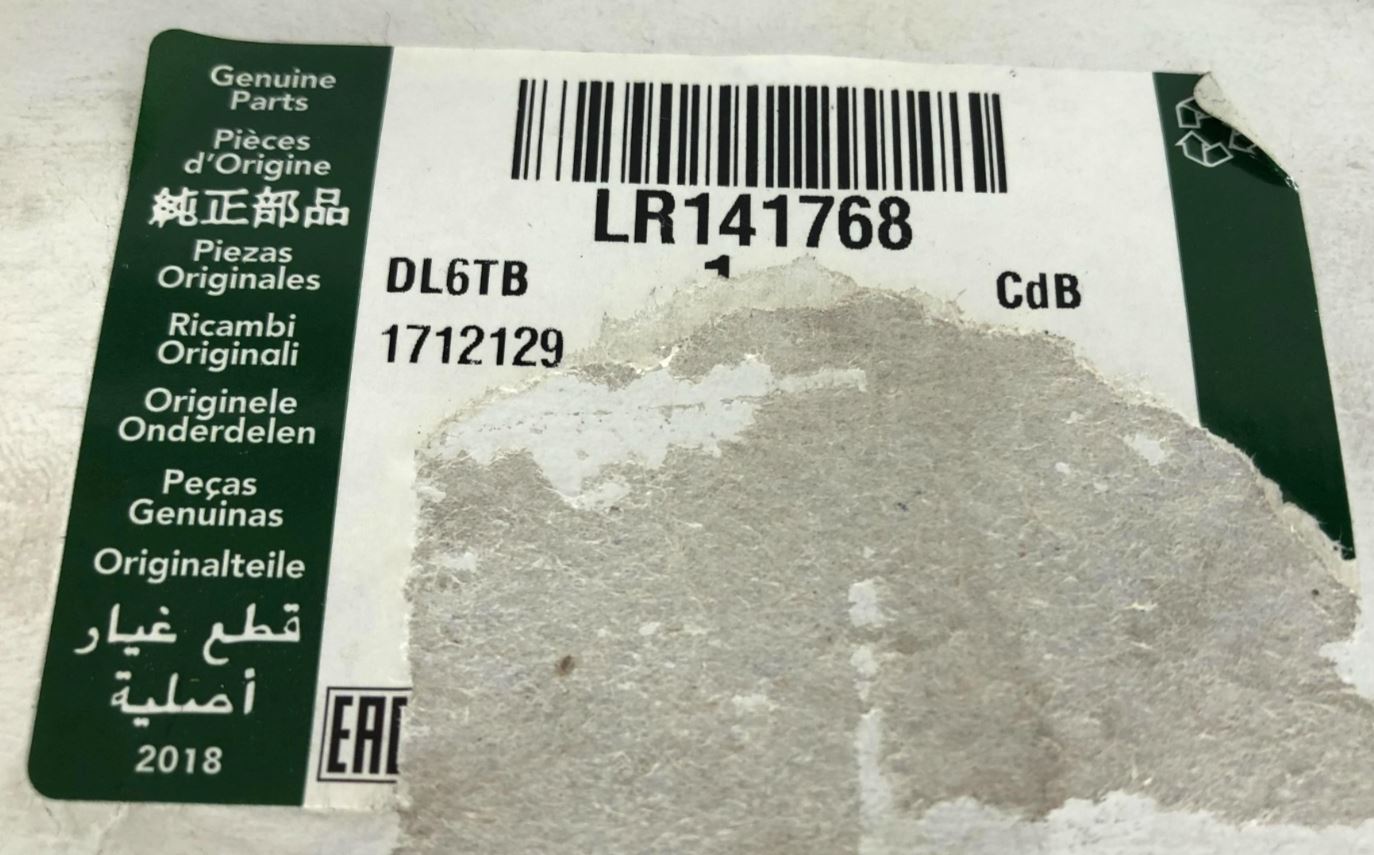 Genuine
Parts
Pièces
d'Origine
純正部品
Piezas
Originales
Ricambi
Originali
Originele
Onderdelen
Peças
Genuinas
Originalteile
قطع غيار
أصلية
2018
LR141768
DL6TB
1
CdB
1712129